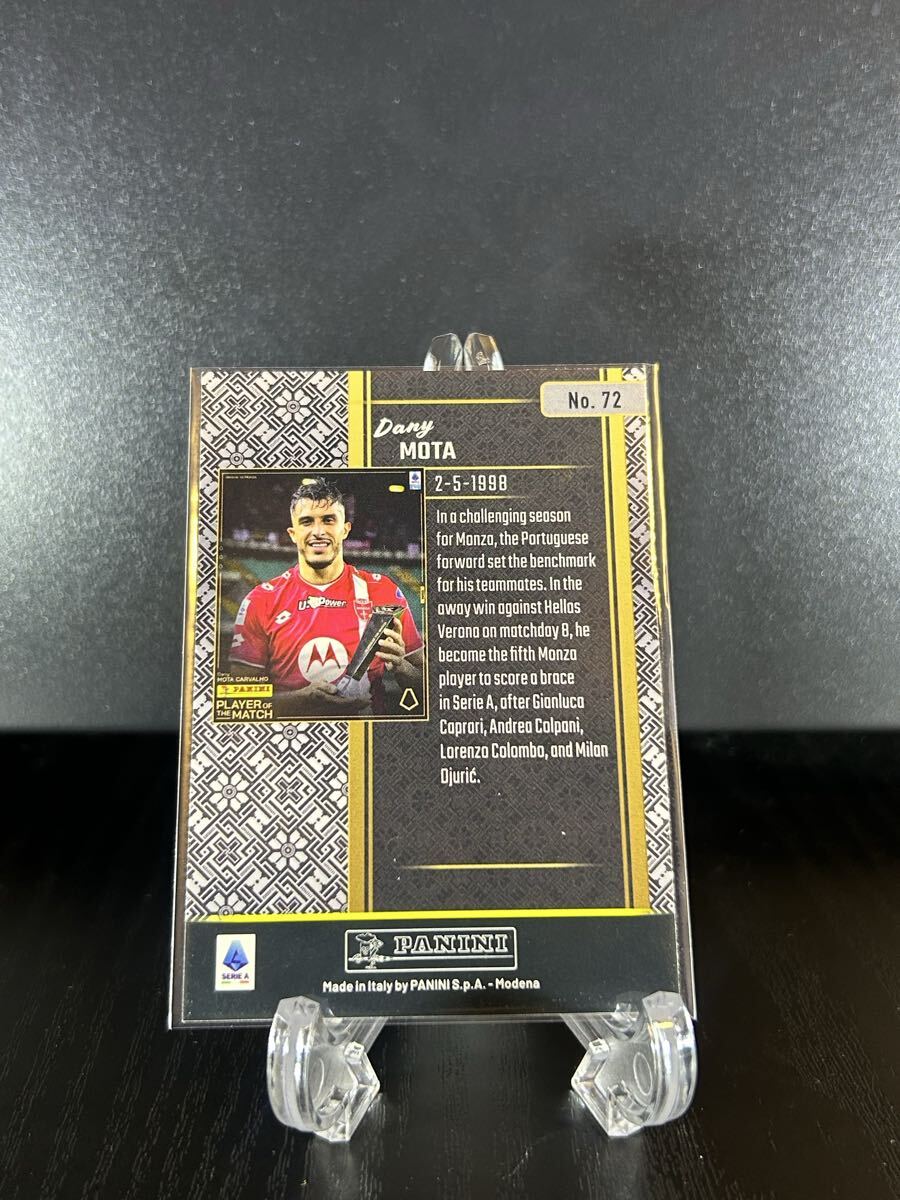 No. 72
Dany
MOTA
2-5-1998
In a challenging season
for Monza, the Portuguese
forward set the benchmark
for his teammates. In the
away win against Hellas
Verona on matchday 8, he
became the fifth Monza
player to score a brace
in Serie A, after Gianluca
Caprari, Andrea Colpani,
Lorenzo Colombo, and Milan
Djurić.
U-Power
MOTA CARVALHO
PANINI
PLAYER OF
THE MATCH
SERIE A
PANINI
Made in Italy by PANINI S.p.A. - Modena